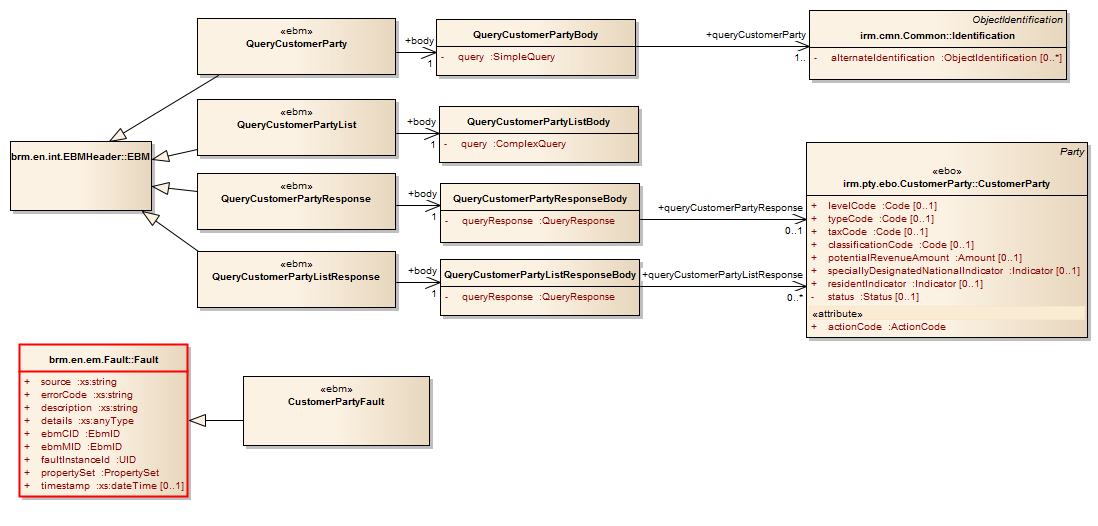 «ebm»
QueryCustomerParty
+body
1
QueryCustomerPartyBody
- query :SimpleQuery
+queryCustomerParty
1..
ObjectIdentification
irm.cmn.Common::Identification
- alternateIdentification :ObjectIdentification [0..*]
«ebm»
QueryCustomerPartyList
+body
1
QueryCustomerPartyListBody
- query :ComplexQuery
brm.en.int.EBMHeader::EBM
«ebm»
QueryCustomerPartyResponse
+body
1
QueryCustomerPartyResponseBody
- queryResponse :QueryResponse
+queryCustomerPartyResponse
0..1
«ebm»
QueryCustomerPartyListResponse
+body
1
QueryCustomerPartyListResponseBody
- queryResponse :QueryResponse
+queryCustomerPartyListResponse
0..*
Party
«ebo»
irm.pty.ebo.CustomerParty::CustomerParty
+ levelCode :Code [0..1]
+ typeCode :Code [0..1]
+ taxCode :Code [0..1]
+ classificationCode :Code [0..1]
+ potentialRevenueAmount :Amount [0..1]
+ speciallyDesignatedNationalIndicator :Indicator [0..1]
+ residentIndicator :Indicator [0..1]
- status :Status [0..1]
«attribute»
+ actionCode :ActionCode
brm.en.em.Fault::Fault
+ source :xs:string
+ errorCode :xs:string
+ description :xs:string
+ details :xs:anyType
+ ebmCID :EbmID
+ ebmMID :EbmID
+ faultInstanceId :UID
+ propertySet :PropertySet
+ timestamp :xs:dateTime [0..1]
«ebm»
CustomerPartyFault